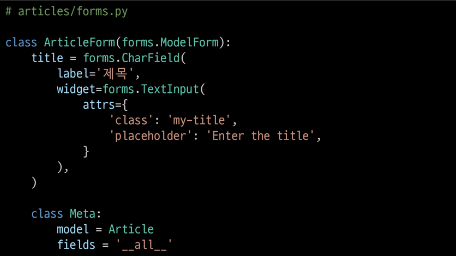 # articles/forms.py

class ArticleForm(forms.ModelForm):
    title = forms.CharField(
        label='제목',
        widget=forms.TextInput(
            attrs={
                'class': 'my-title',
                'placeholder': 'Enter the title',
            }
        ),
    )

    class Meta:
        model = Article
        fields = '__all__'